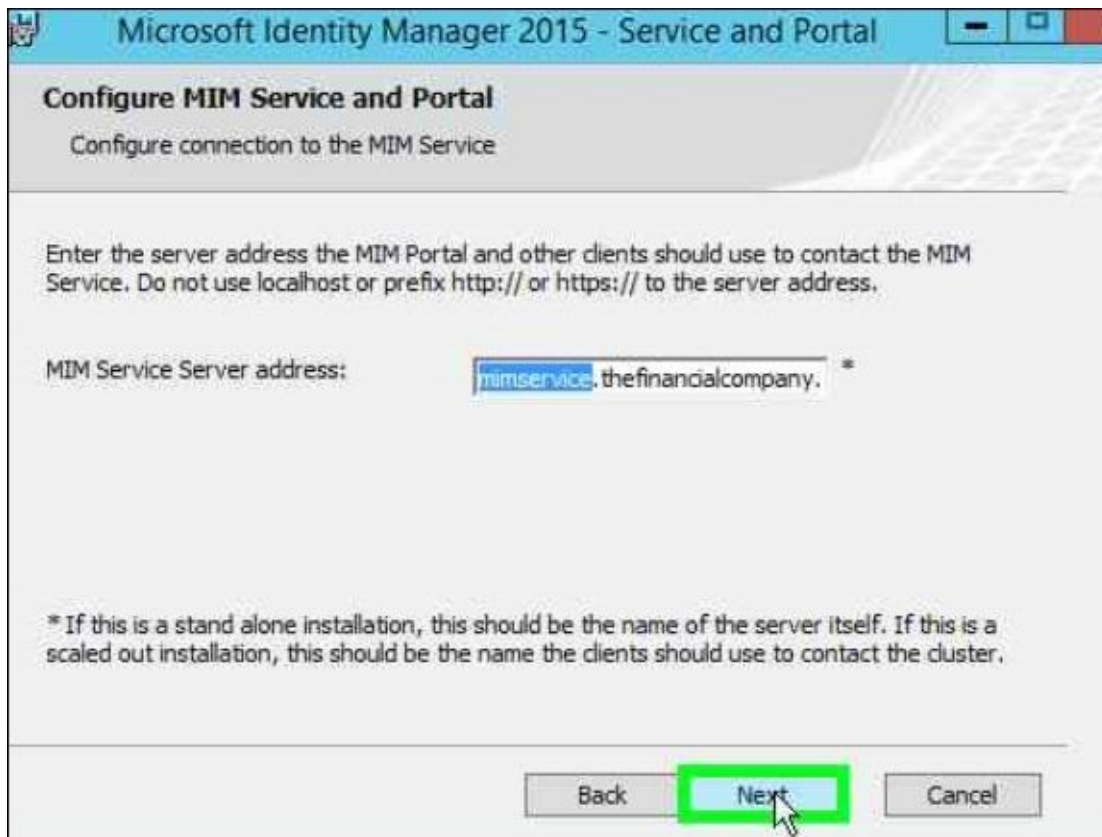 Microsoft Identity Manager 2015 - Service and Portal
Configure MIM Service and Portal
Configure connection to the MIM Service
Enter the server address the MIM Portal and other clients should use to contact the MIM
Service. Do not use localhost or prefix http:// or https:// to the server address.
MIM Service Server address:
mimservice.thefinancialcompany. *
* If this is a stand alone installation, this should be the name of the server itself. If this is a
scaled out installation, this should be the name the clients should use to contact the cluster.
Back
Next
Cancel